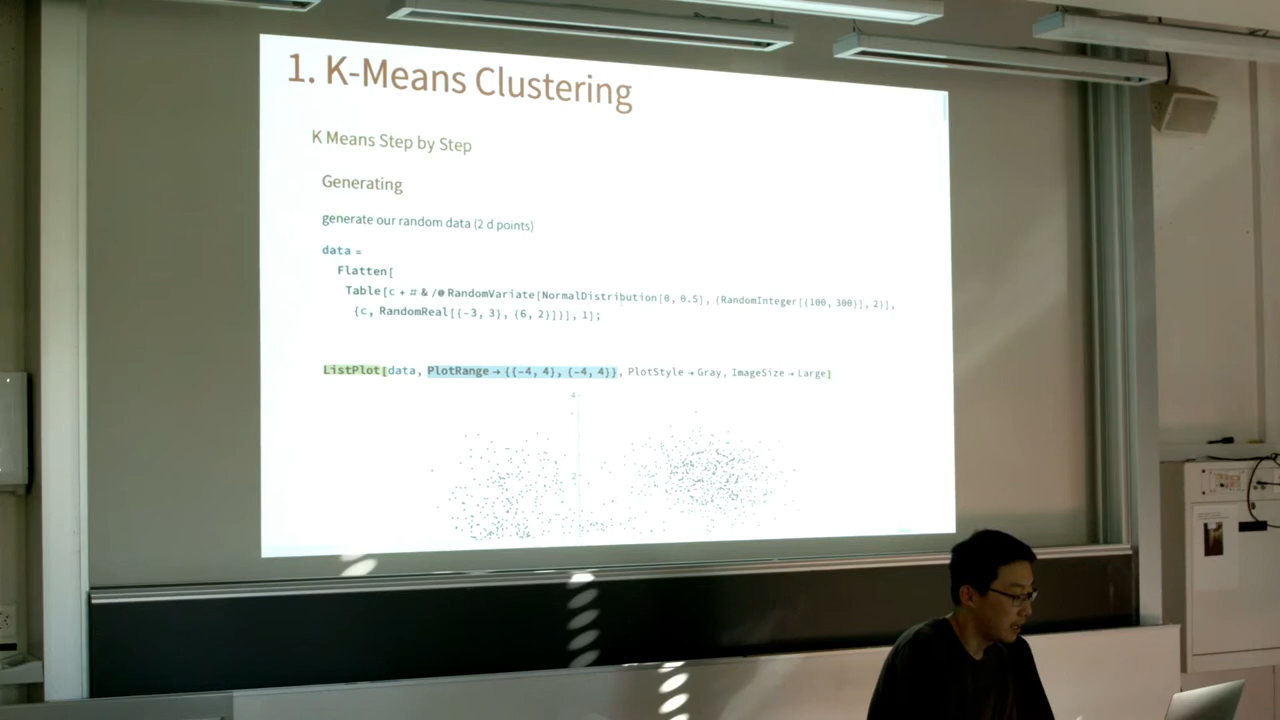 1. K-Means Clustering
K Means Step by Step
Generating
generate our random data (2 d points)
data =
Flatten[
Table[c + # & /@ RandomVariate[NormalDistribution[0, 0.5], {RandomInteger[{100, 300}], 2}],
{c, RandomReal[{-3, 3}, {6, 2}]}], 1];
ListPlot[data, PlotRange → {{-4, 4}, {-4, 4}}, PlotStyle → Gray, ImageSize → Large]
4
2